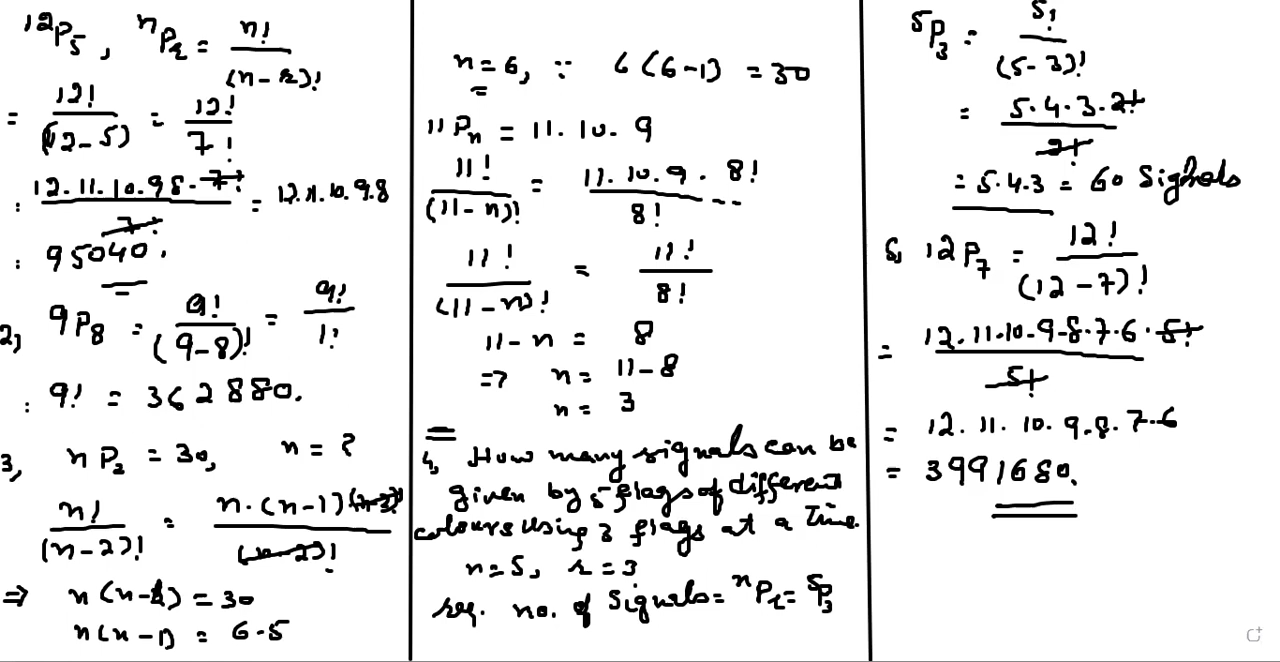 12P5, nPr = n!/(n-r)!
= 12!/(12-5) = 12!/7!
: 12.11.10.98.7!/7! = 12.11.10.9.8
: 95040.
2, 9P8 = 9!/(9-8)! = 9!/1!
: 9! = 362880.
3, nP2 = 30, n = ?
n!/(n-2)! = n.(n-1)(n-2)!/(n-2)!
⇒ n(n-1) = 30
n(n-1) = 6.5
n=6, ∵ 6(6-1) = 30
11Pn = 11.10.9
11!/(11-n)! = 11.10.9.8!/8!
11!/(11-n)! = 11!/8!
11-n = 8
⇒ n = 11-8
n = 3
4, How many signals can be
given by 5 flags of different
colours using 3 flags at a time.
n=5, r=3
req. no. of signals = nPr = 5P3
5P3 = 5!/(5-3)!
= 5.4.3.2!/2!
= 5.4.3 = 60 Signals
5, 12P7 = 12!/(12-7)!
= 12.11.10.9.8.7.6.5!/5!
= 12.11.10.9.8.7.6
= 3991680.